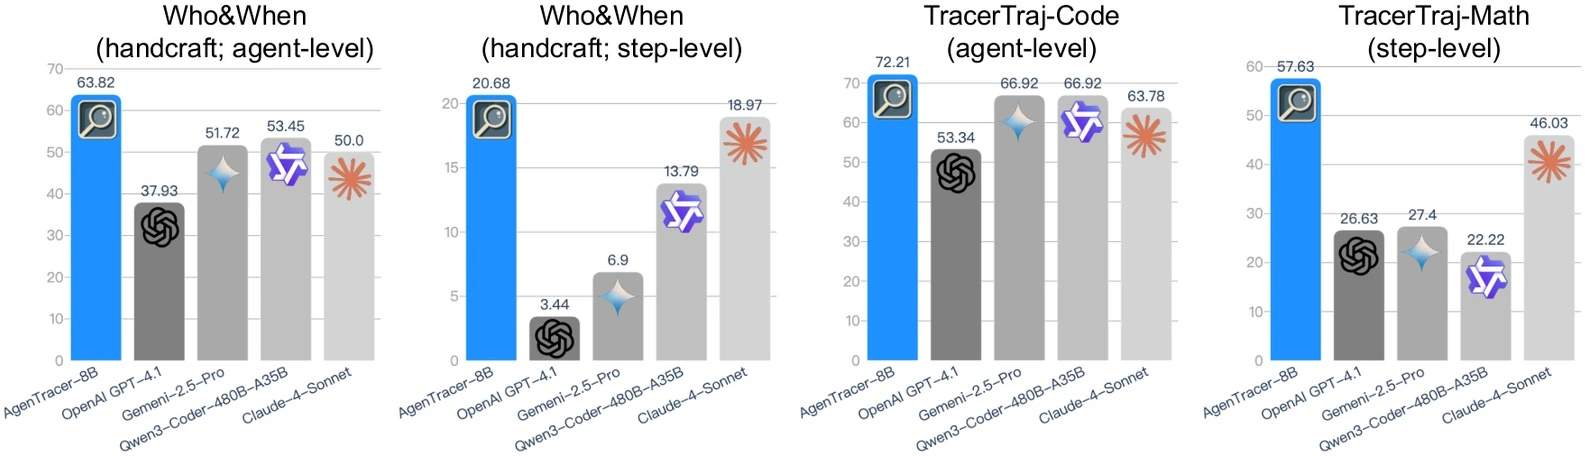 Who&When
(handcraft; agent-level)
70
60
50
40
30
20
10
0
63.82
37.93
51.72
53.45
50.0
AgenTracer-8B
OpenAI GPT-4.1
Gemeni-2.5-Pro
Qwen3-Coder-480B-A35B
Claude-4-Sonnet
Who&When
(handcraft; step-level)
20
15
10
5
0
20.68
3.44
6.9
13.79
18.97
AgenTracer-8B
OpenAI GPT-4.1
Gemeni-2.5-Pro
Qwen3-Coder-480B-A35B
Claude-4-Sonnet
TracerTraj-Code
(agent-level)
70
60
50
40
30
20
10
0
72.21
53.34
66.92
66.92
63.78
AgenTracer-8B
OpenAI GPT-4.1
Gemeni-2.5-Pro
Qwen3-Coder-480B-A35B
Claude-4-Sonnet
TracerTraj-Math
(step-level)
60
50
40
30
20
10
0
57.63
26.63
27.4
22.22
46.03
AgenTracer-8B
OpenAI GPT-4.1
Gemeni-2.5-Pro
Qwen3-Coder-480B-A35B
Claude-4-Sonnet